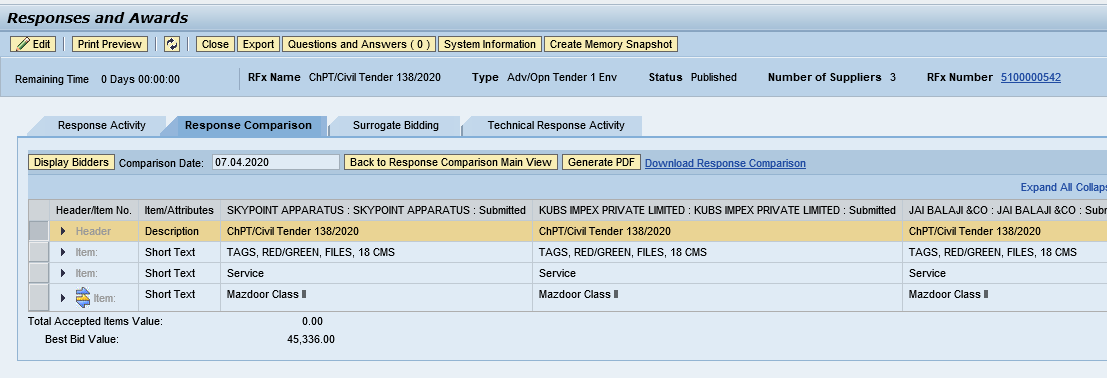 Responses and Awards
Edit Print Preview Close Export Questions and Answers ( 0 ) System Information Create Memory Snapshot
Remaining Time 0 Days 00:00:00 RFx Name ChPT/Civil Tender 138/2020 Type Adv/Opn Tender 1 Env Status Published Number of Suppliers 3 RFx Number 5100000542
Response Activity Response Comparison Surrogate Bidding Technical Response Activity
Display Bidders Comparison Date: 07.04.2020 Back to Response Comparison Main View Generate PDF Download Response Comparison
Expand All Collaps
Header/Item No. Item/Attributes SKYPOINT APPARATUS : SKYPOINT APPARATUS : Submitted KUBS IMPEX PRIVATE LIMITED : KUBS IMPEX PRIVATE LIMITED : Submitted JAI BALAJI &CO : JAI BALAJI &CO : Subm
Header Description ChPT/Civil Tender 138/2020 ChPT/Civil Tender 138/2020 ChPT/Civil Tender 138/2020
Item: Short Text TAGS, RED/GREEN, FILES, 18 CMS TAGS, RED/GREEN, FILES, 18 CMS TAGS, RED/GREEN, FILES, 18 CMS
Item: Short Text Service Service Service
Item: Short Text Mazdoor Class II Mazdoor Class II Mazdoor Class II
Total Accepted Items Value: 0.00
Best Bid Value: 45,336.00